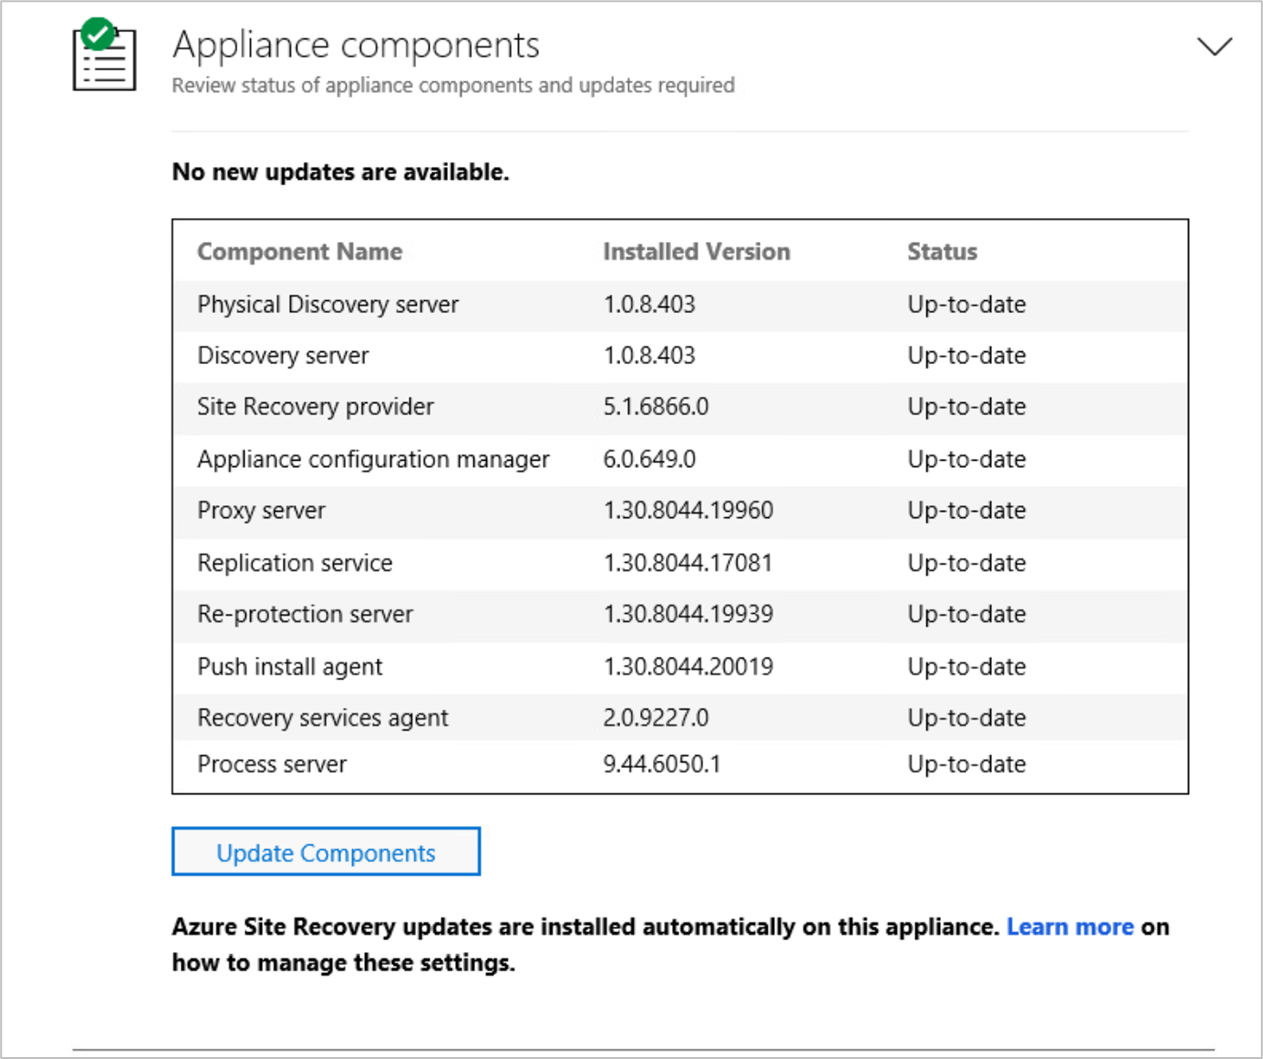 Appliance components
Review status of appliance components and updates required
No new updates are available.
Component Name Installed Version Status
Physical Discovery server 1.0.8.403 Up-to-date
Discovery server 1.0.8.403 Up-to-date
Site Recovery provider 5.1.6866.0 Up-to-date
Appliance configuration manager 6.0.649.0 Up-to-date
Proxy server 1.30.8044.19960 Up-to-date
Replication service 1.30.8044.17081 Up-to-date
Re-protection server 1.30.8044.19939 Up-to-date
Push install agent 1.30.8044.20019 Up-to-date
Recovery services agent 2.0.9227.0 Up-to-date
Process server 9.44.6050.1 Up-to-date
Update Components
Azure Site Recovery updates are installed automatically on this appliance. Learn more on
how to manage these settings.